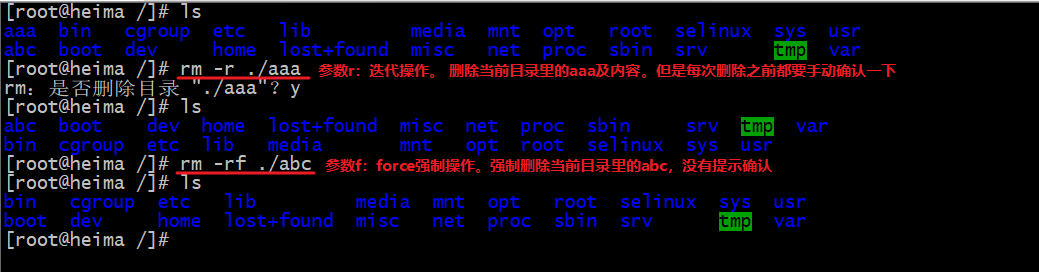 [root@heima /]# ls
aaa bin cgroup etc lib media mnt opt root selinux sys usr
abc boot dev home lost+found misc net proc sbin srv tmp var
[root@heima /]# rm -r ./aaa 参数r：迭代操作。 删除当前目录里的aaa及内容。但是每次删除之前都要手动确认一下
rm：是否删除目录 "./aaa"？y
[root@heima /]# ls
abc boot dev home lost+found misc net proc sbin srv tmp var
bin cgroup etc lib media mnt opt root selinux sys usr
[root@heima /]# rm -rf ./abc 参数f：force强制操作。强制删除当前目录里的abc，没有提示确认
[root@heima /]# ls
bin cgroup etc lib media mnt opt root selinux sys usr
boot dev home lost+found misc net proc sbin srv tmp var
[root@heima /]#